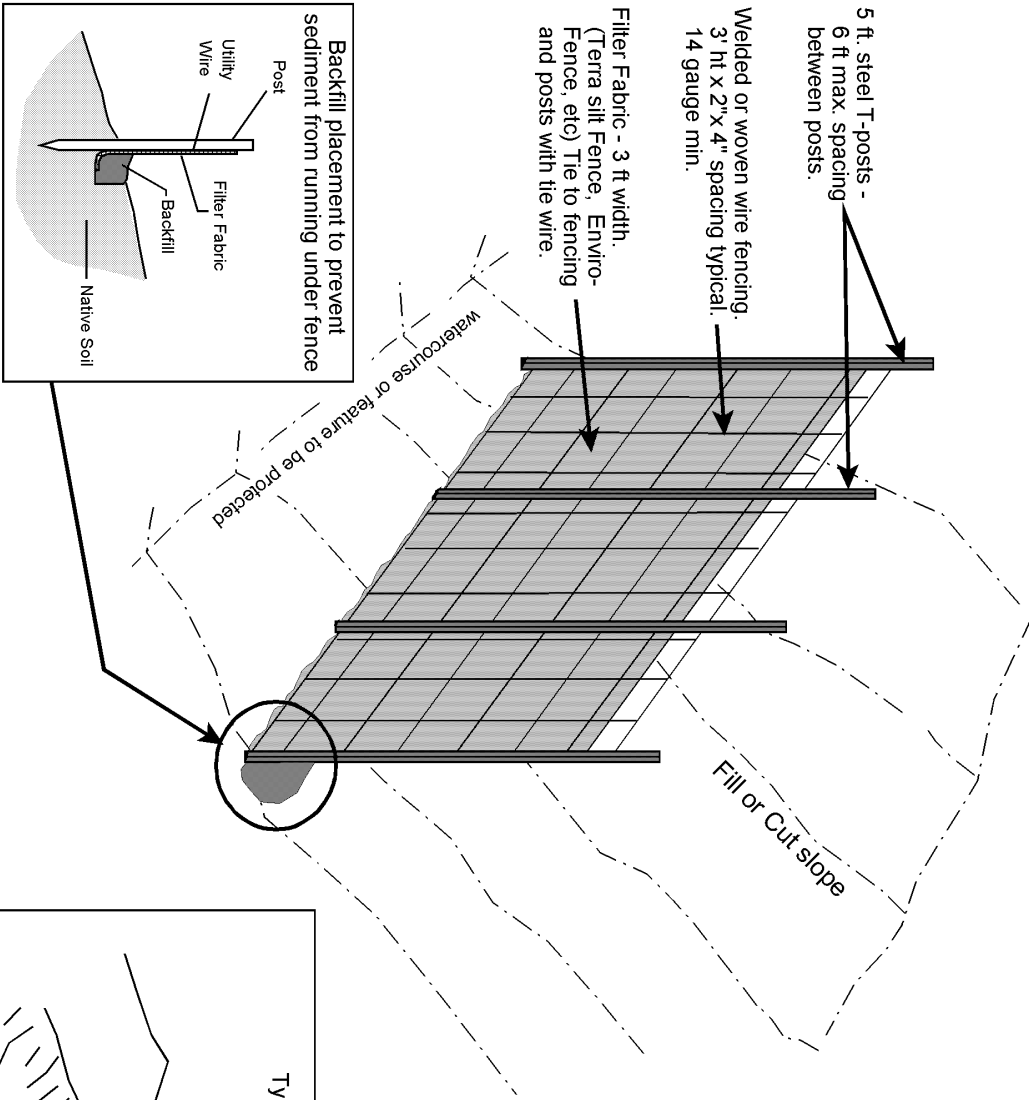 5 ft. steel T-posts -
6 ft max. spacing
between posts.
Welded or woven wire fencing.
3' ht x 2"x 4" spacing typical.
14 gauge min.
Filter Fabric - 3 ft width.
(Terra silt Fence, Enviro-
Fence, etc) Tie to fencing
and posts with tie wire.
Fill or Cut slope
watercourse or feature to be protected
Backfill placement to prevent
sediment from running under fence
Post
Utility
Wire
Filter Fabric
Backfill
Native Soil
Ty